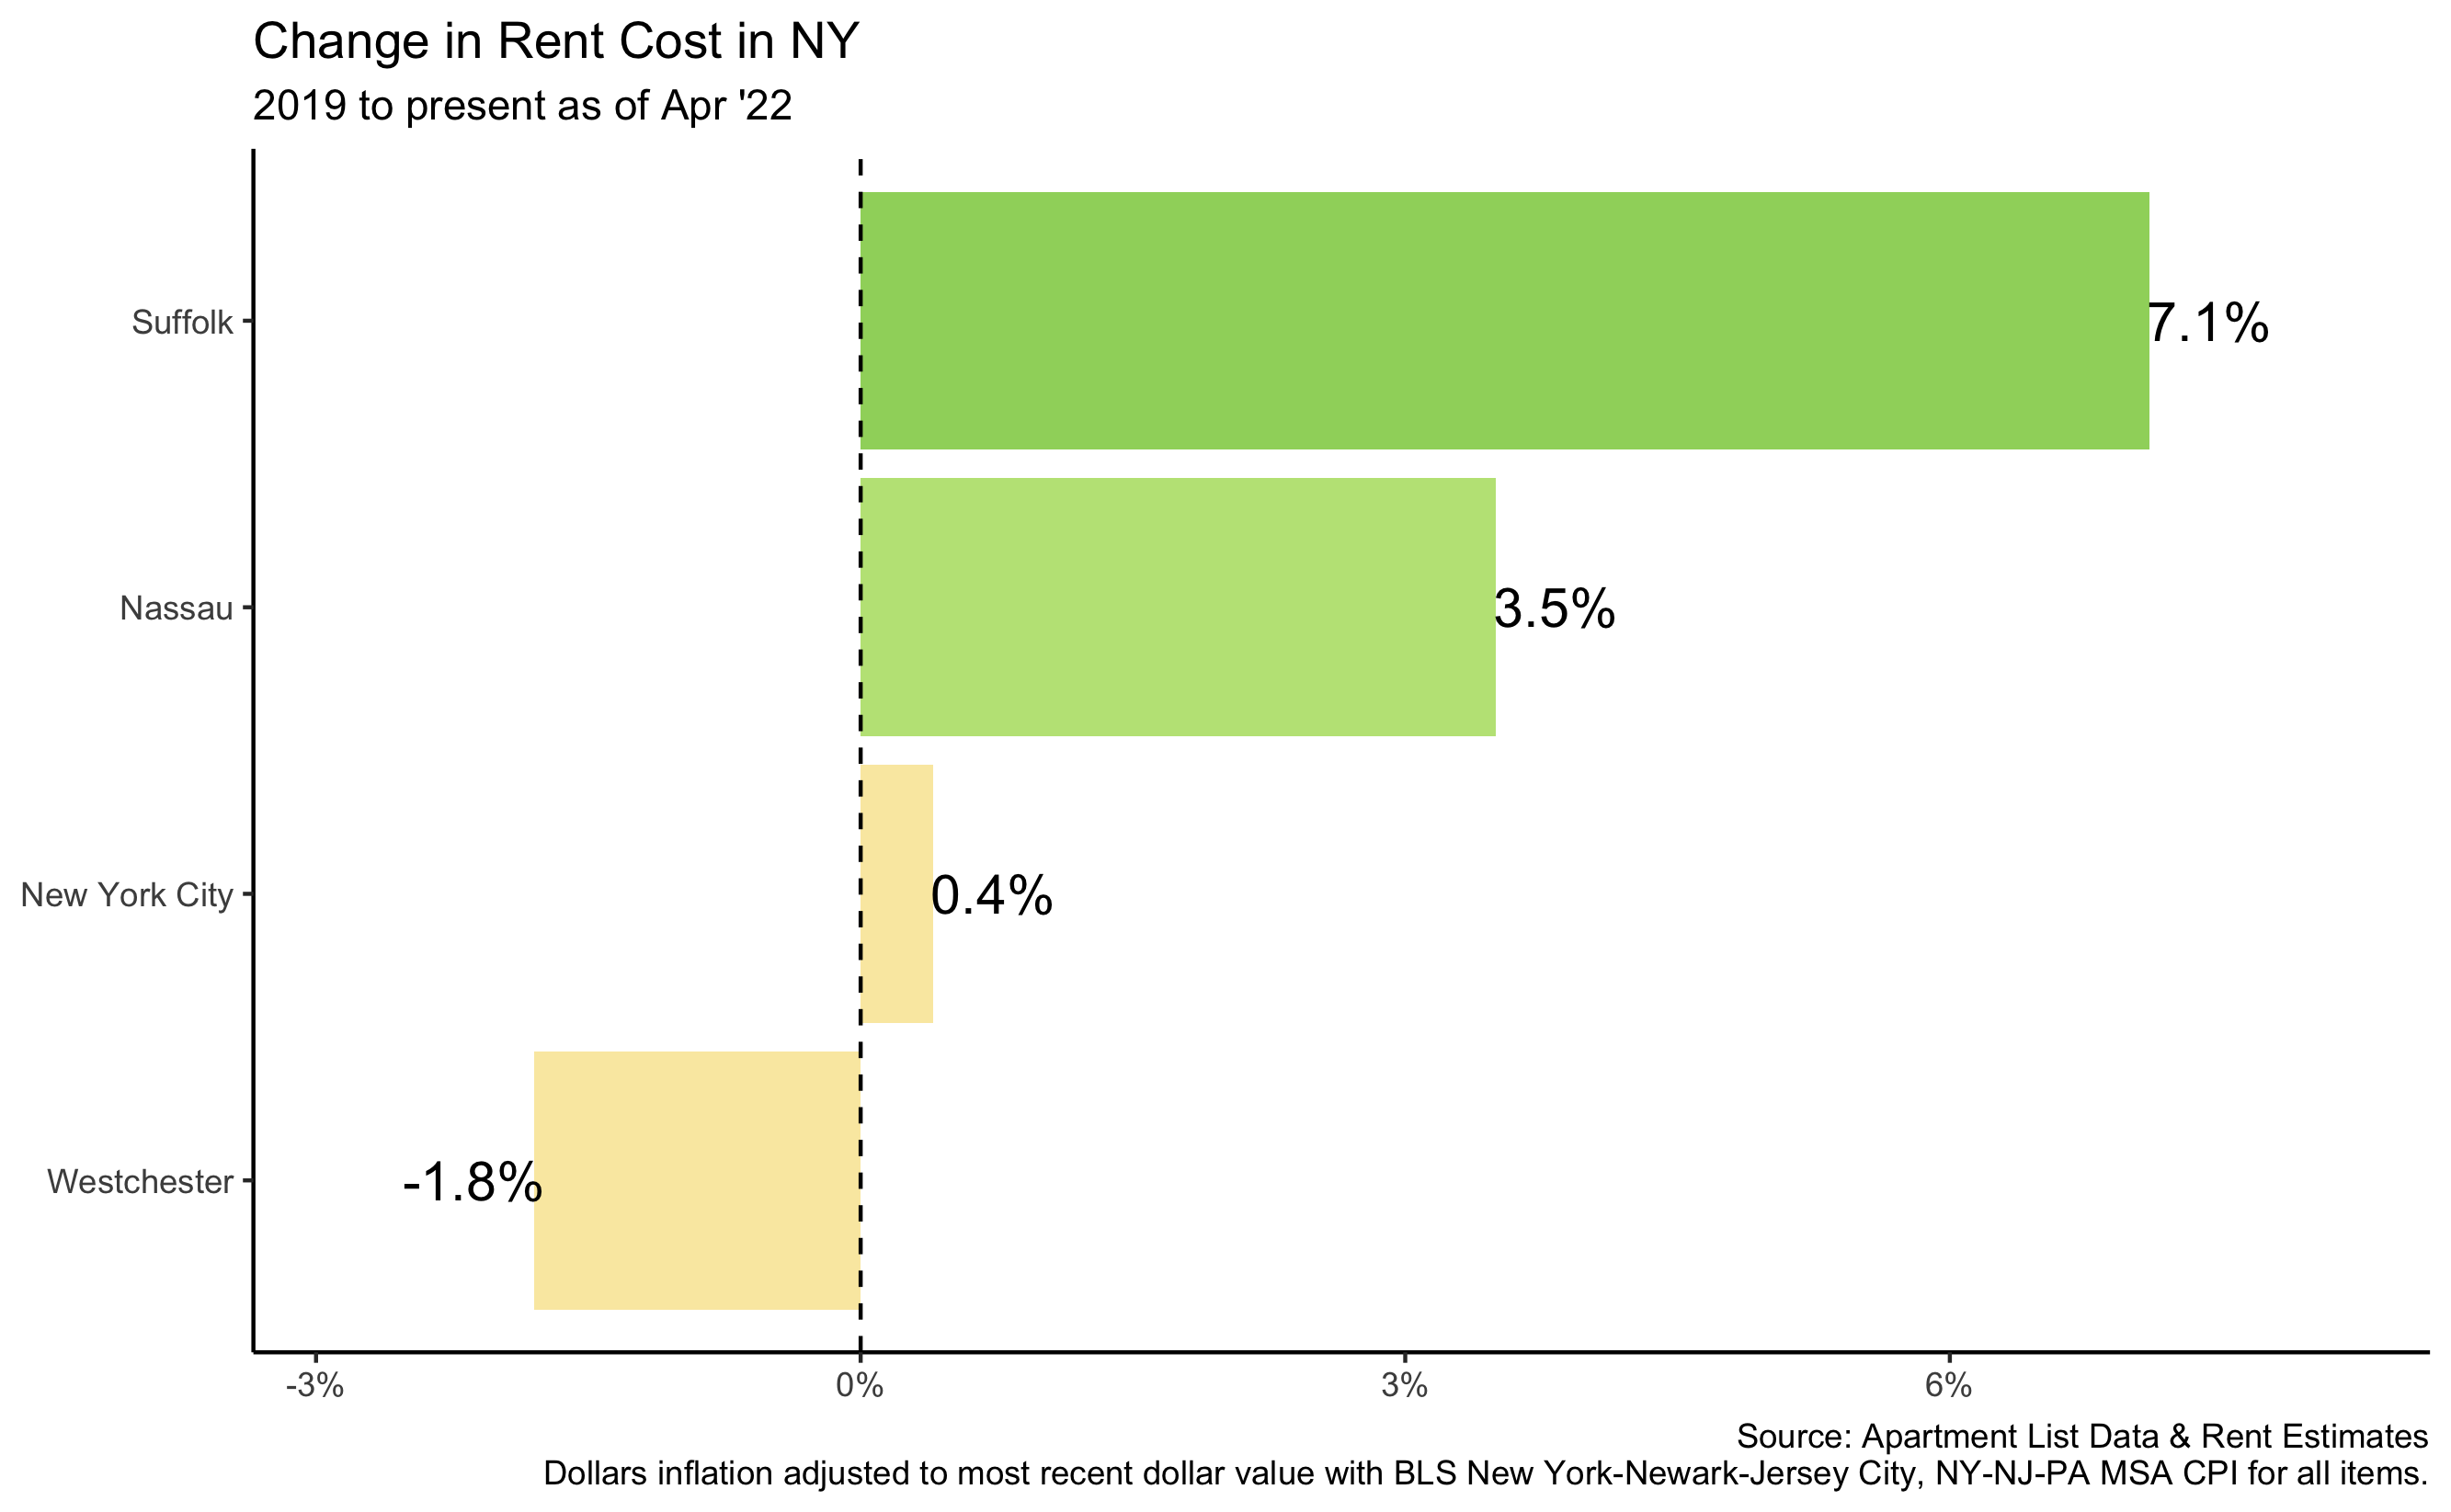 Change in Rent Cost in NY
2019 to present as of Apr '22
Suffolk
7.1%
Nassau
3.5%
New York City
0.4%
Westchester
-1.8%
-3%
0%
3%
6%
Source: Apartment List Data & Rent Estimates
Dollars inflation adjusted to most recent dollar value with BLS New York-Newark-Jersey City, NY-NJ-PA MSA CPI for all items.